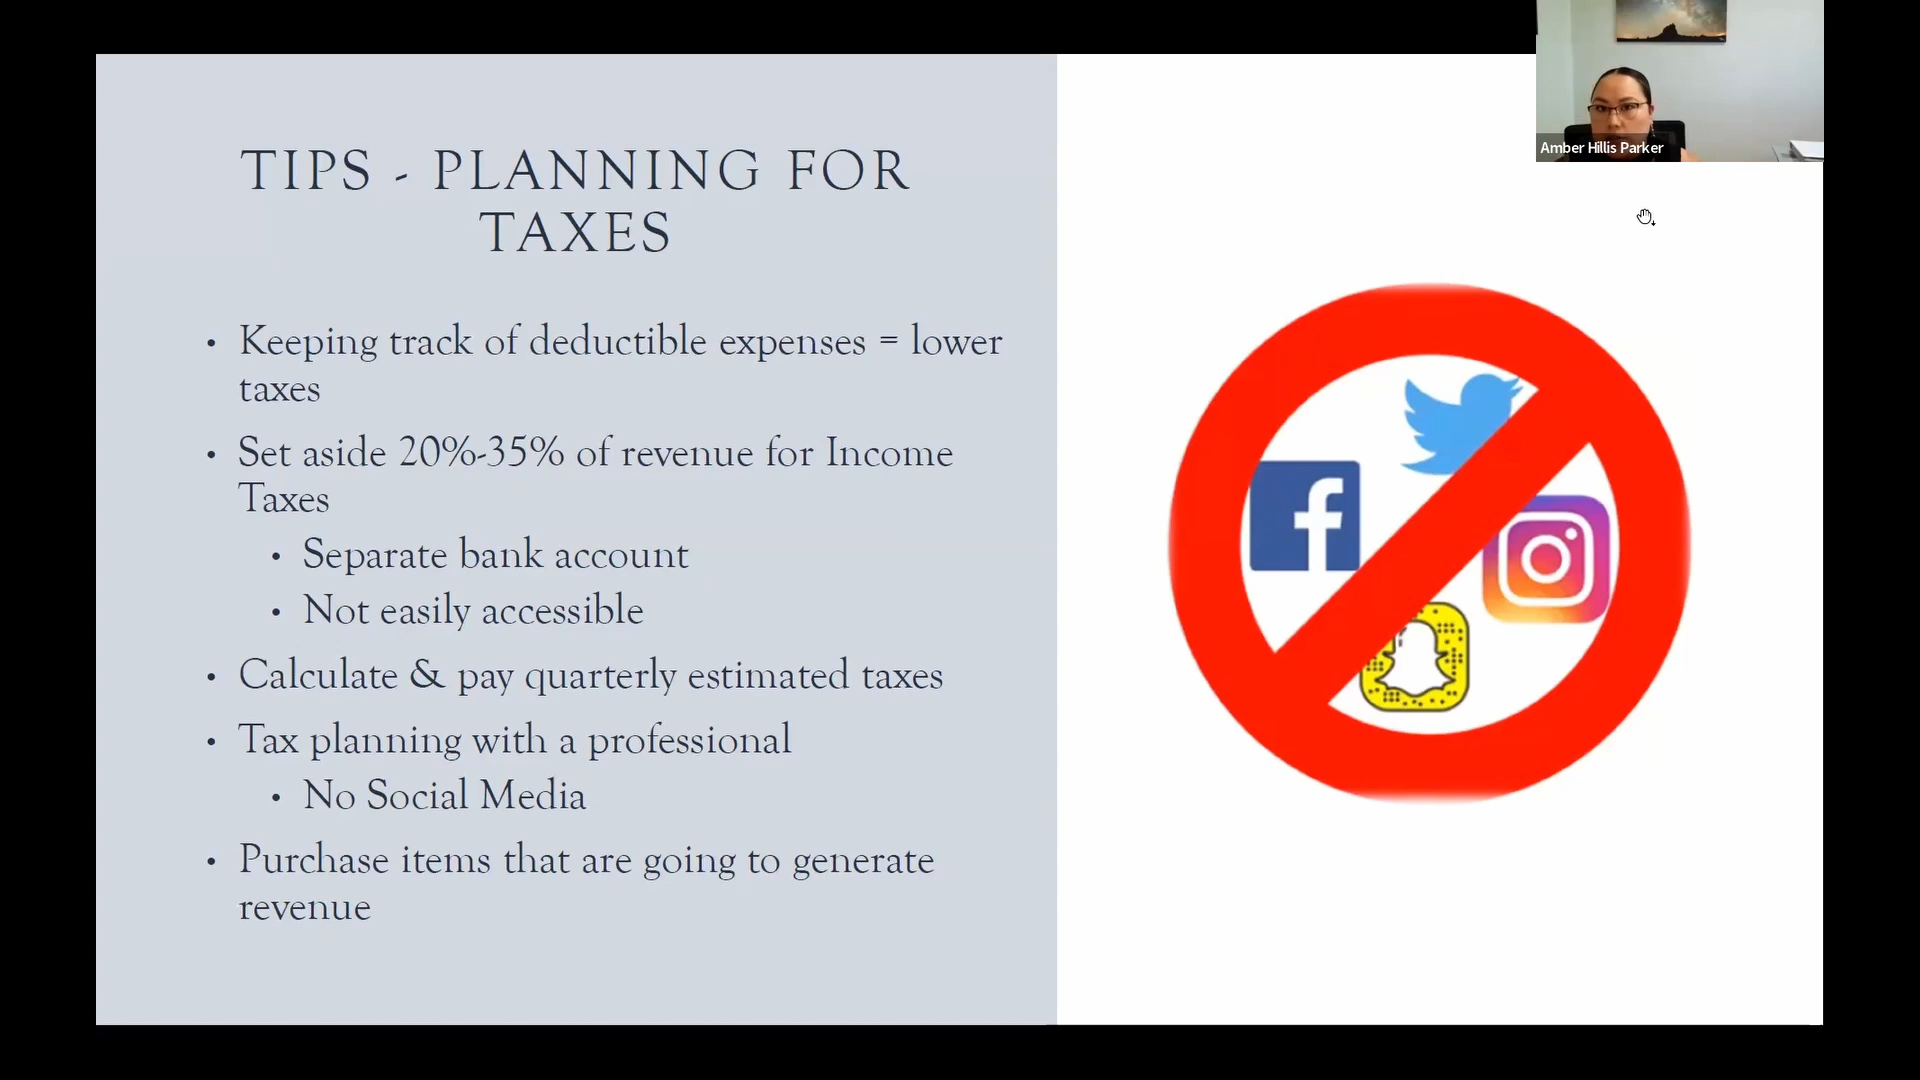 TIPS - PLANNING FOR
TAXES
• Keeping track of deductible expenses = lower
taxes
• Set aside 20%-35% of revenue for Income
Taxes
• Separate bank account
• Not easily accessible
• Calculate & pay quarterly estimated taxes
• Tax planning with a professional
• No Social Media
• Purchase items that are going to generate
revenue
Amber Hillis Parker